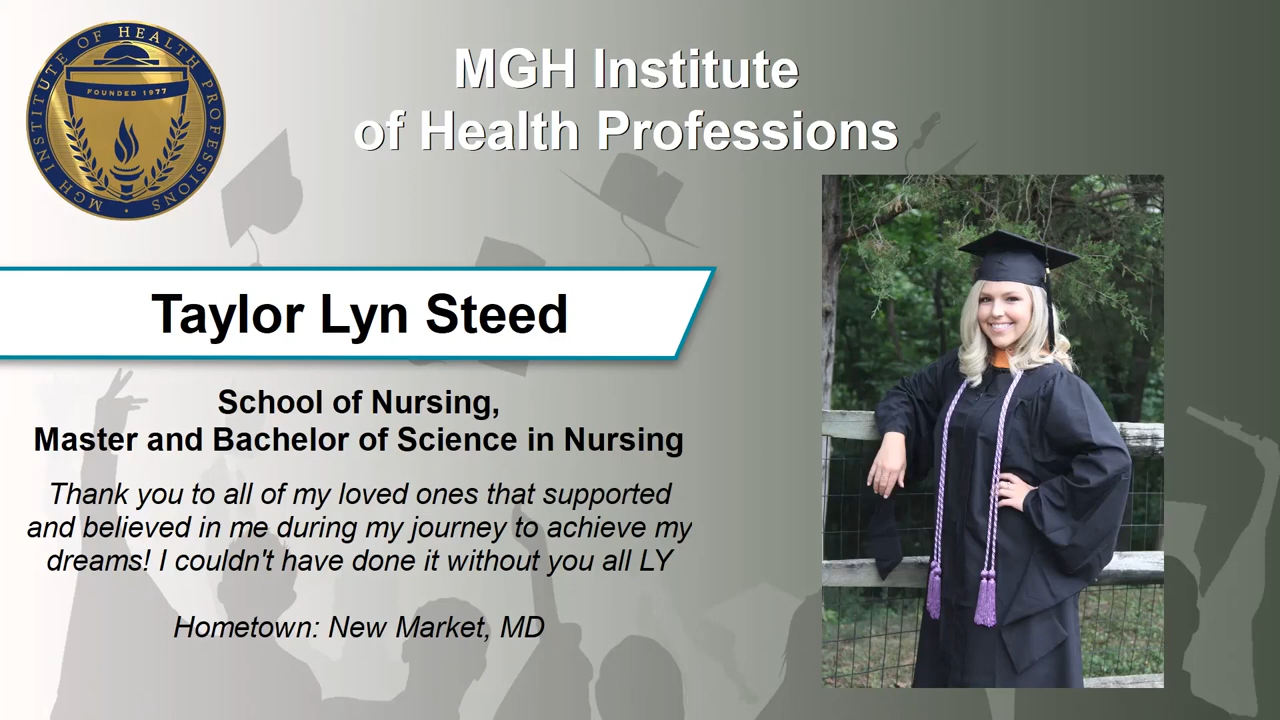 MGH INSTITUTE OF HEALTH PROFESSIONS
FOUNDED 1977
MGH Institute
of Health Professions
Taylor Lyn Steed
School of Nursing,
Master and Bachelor of Science in Nursing
Thank you to all of my loved ones that supported
and believed in me during my journey to achieve my
dreams! I couldn't have done it without you all LY
Hometown: New Market, MD